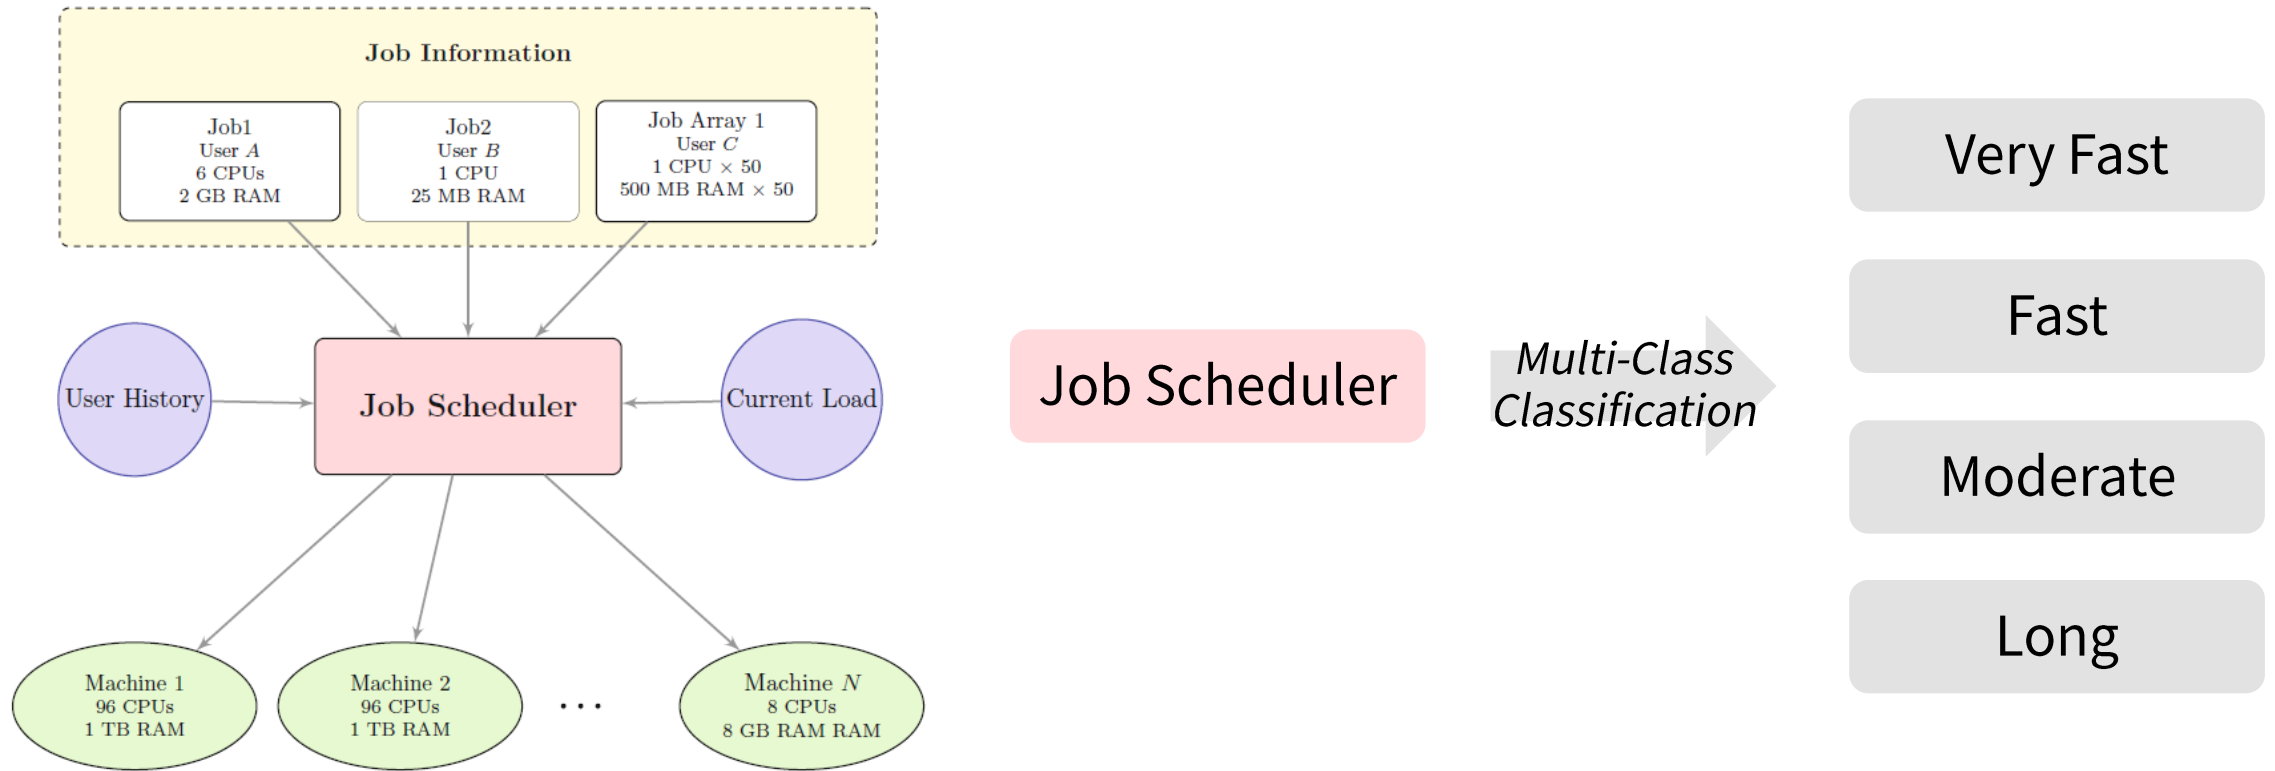 Job Information
Job1
User A
6 CPUs
2 GB RAM
Job2
User B
1 CPU
25 MB RAM
Job Array 1
User C
1 CPU × 50
500 MB RAM × 50
User History
Job Scheduler
Current Load
Machine 1
96 CPUs
1 TB RAM
Machine 2
96 CPUs
1 TB RAM
...
Machine N
8 CPUs
8 GB RAM RAM
Job Scheduler
Multi-Class
Classification
Very Fast
Fast
Moderate
Long